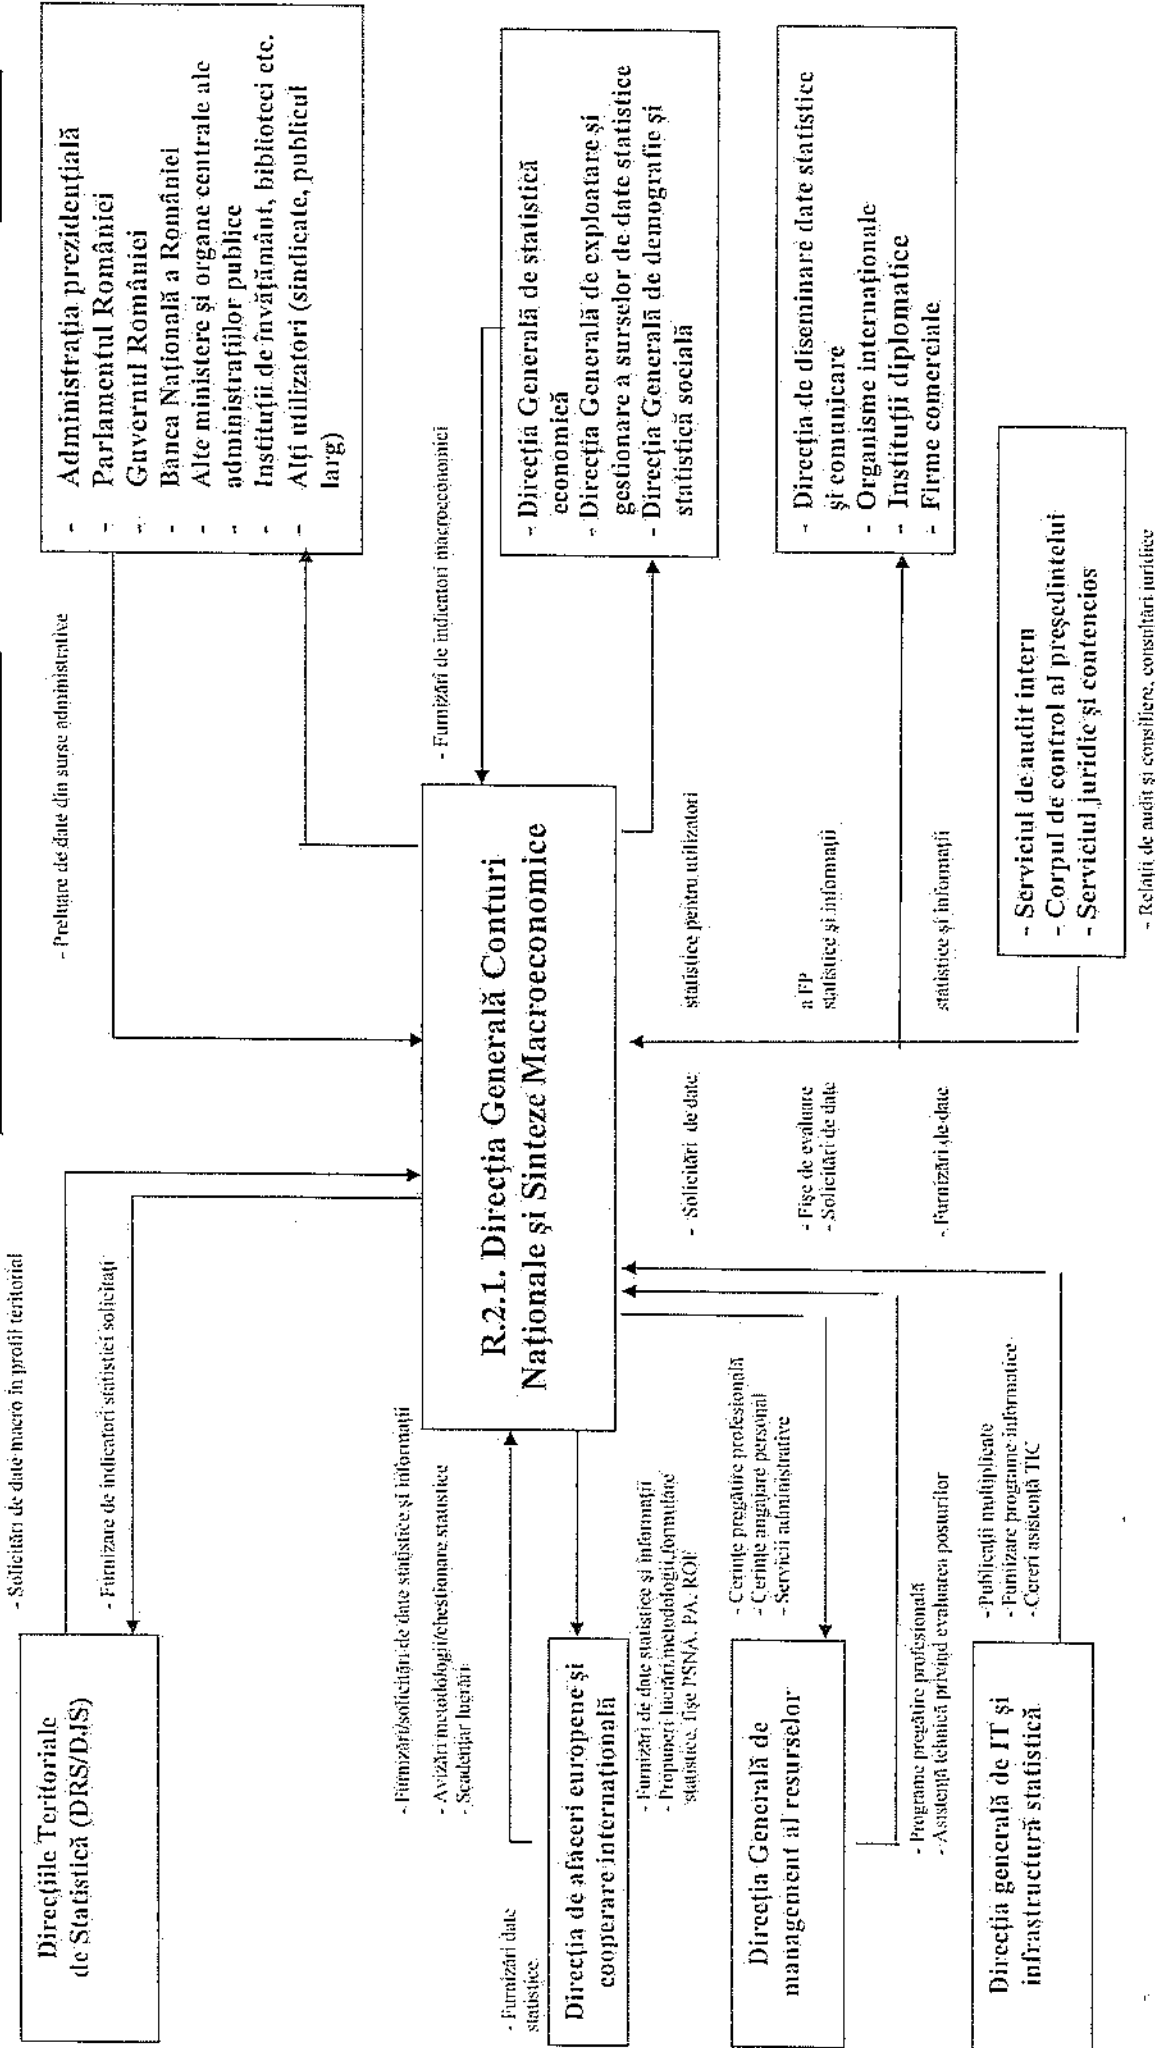 - Solicitări de date macro în profil teritorial
- Furnizare de indicatori statistici solicitați
Direcțiile Teritoriale
de Statistică (DRS/DJS)
- Preluare de date din surse administrative
- Administrația prezidențială
- Parlamentul României
- Guvernul României
- Banca Națională a României
- Alte ministere și organe centrale ale
administrațiilor publice
- Instituții de învățământ, biblioteci etc.
- Alți utilizatori (sindicate, publicul
larg)
- Furnizări/solicitări de date statistice și informații
- Avizări metodologii/chestionare statistice
- Scadențar lucrări
- Furnizări date
statistice
Direcția de afaceri europene și
cooperare internațională
- Furnizări de date statistice și informații
- Propuneri lucrări, metodologii, formulare
statistice, fișe PSNA, PA, ROF
R.2.1. Direcția Generală Conturi
Naționale și Sinteze Macroeconomice
- Furnizări de indicatori macroeconomici
- Direcția Generală de statistică
economică
- Direcția Generală de exploatare și
gestionare a surselor de date statistice
- Direcția Generală de demografie și
statistică socială
- Solicitări de date statistice pentru utilizatori
- Cerințe pregătire profesională
- Cerințe angajare personal
- Servicii administrative
Direcția Generală de
management al resurselor
- Fișe de evaluare a FP
- Solicitări de date statistice și informații
- Direcția de diseminare date statistice
și comunicare
- Organisme internaționale
- Instituții diplomatice
- Firme comerciale
- Programe pregătire profesională
- Asistență tehnică privind evaluarea posturilor
- Furnizări de date statistice și informații
- Publicații multiplicate
- Furnizare programe informatice
- Cereri asistență TIC
Direcția generală de IT și
infrastructură statistică
- Serviciul de audit intern
- Corpul de control al președintelui
- Serviciul juridic și contencios
- Relații de audit și consiliere, consultări juridice